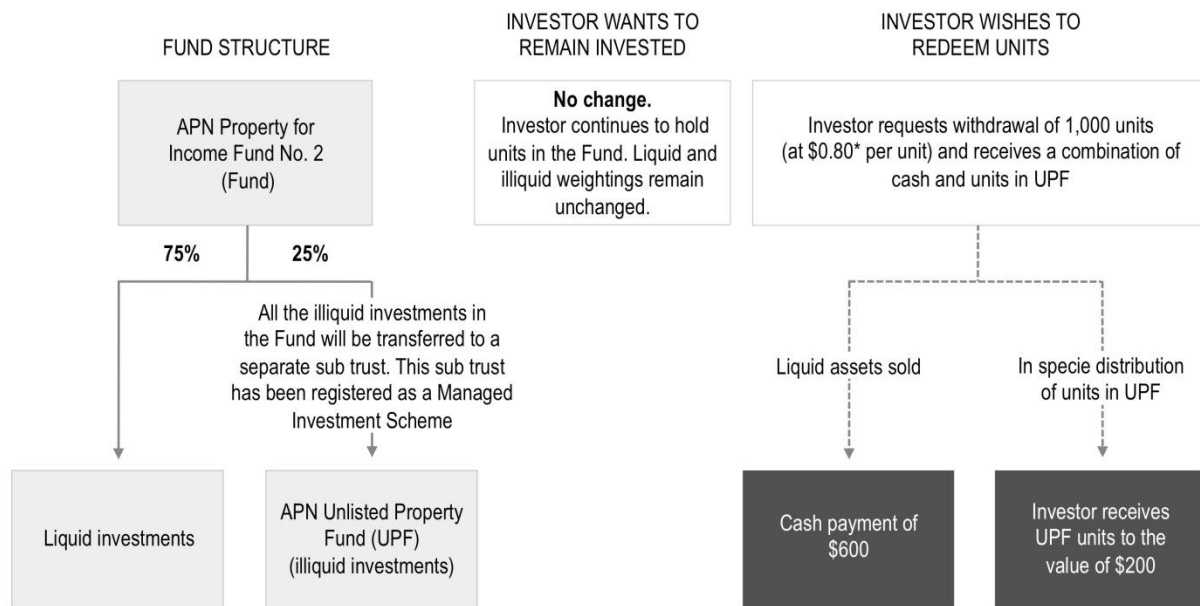 FUND STRUCTURE
INVESTOR WANTS TO
REMAIN INVESTED
INVESTOR WISHES TO
REDEEM UNITS
APN Property for
Income Fund No. 2
(Fund)
No change.
Investor continues to hold
units in the Fund. Liquid and
illiquid weightings remain
unchanged.
Investor requests withdrawal of 1,000 units
(at $0.80* per unit) and receives a combination of
cash and units in UPF
75%
25%
All the illiquid investments in
the Fund will be transferred to a
separate sub trust. This sub trust
has been registered as a Managed
Investment Scheme
Liquid assets sold
In specie distribution
of units in UPF
Liquid investments
APN Unlisted Property
Fund (UPF)
(illiquid investments)
Cash payment of
$600
Investor receives
UPF units to the
value of $200